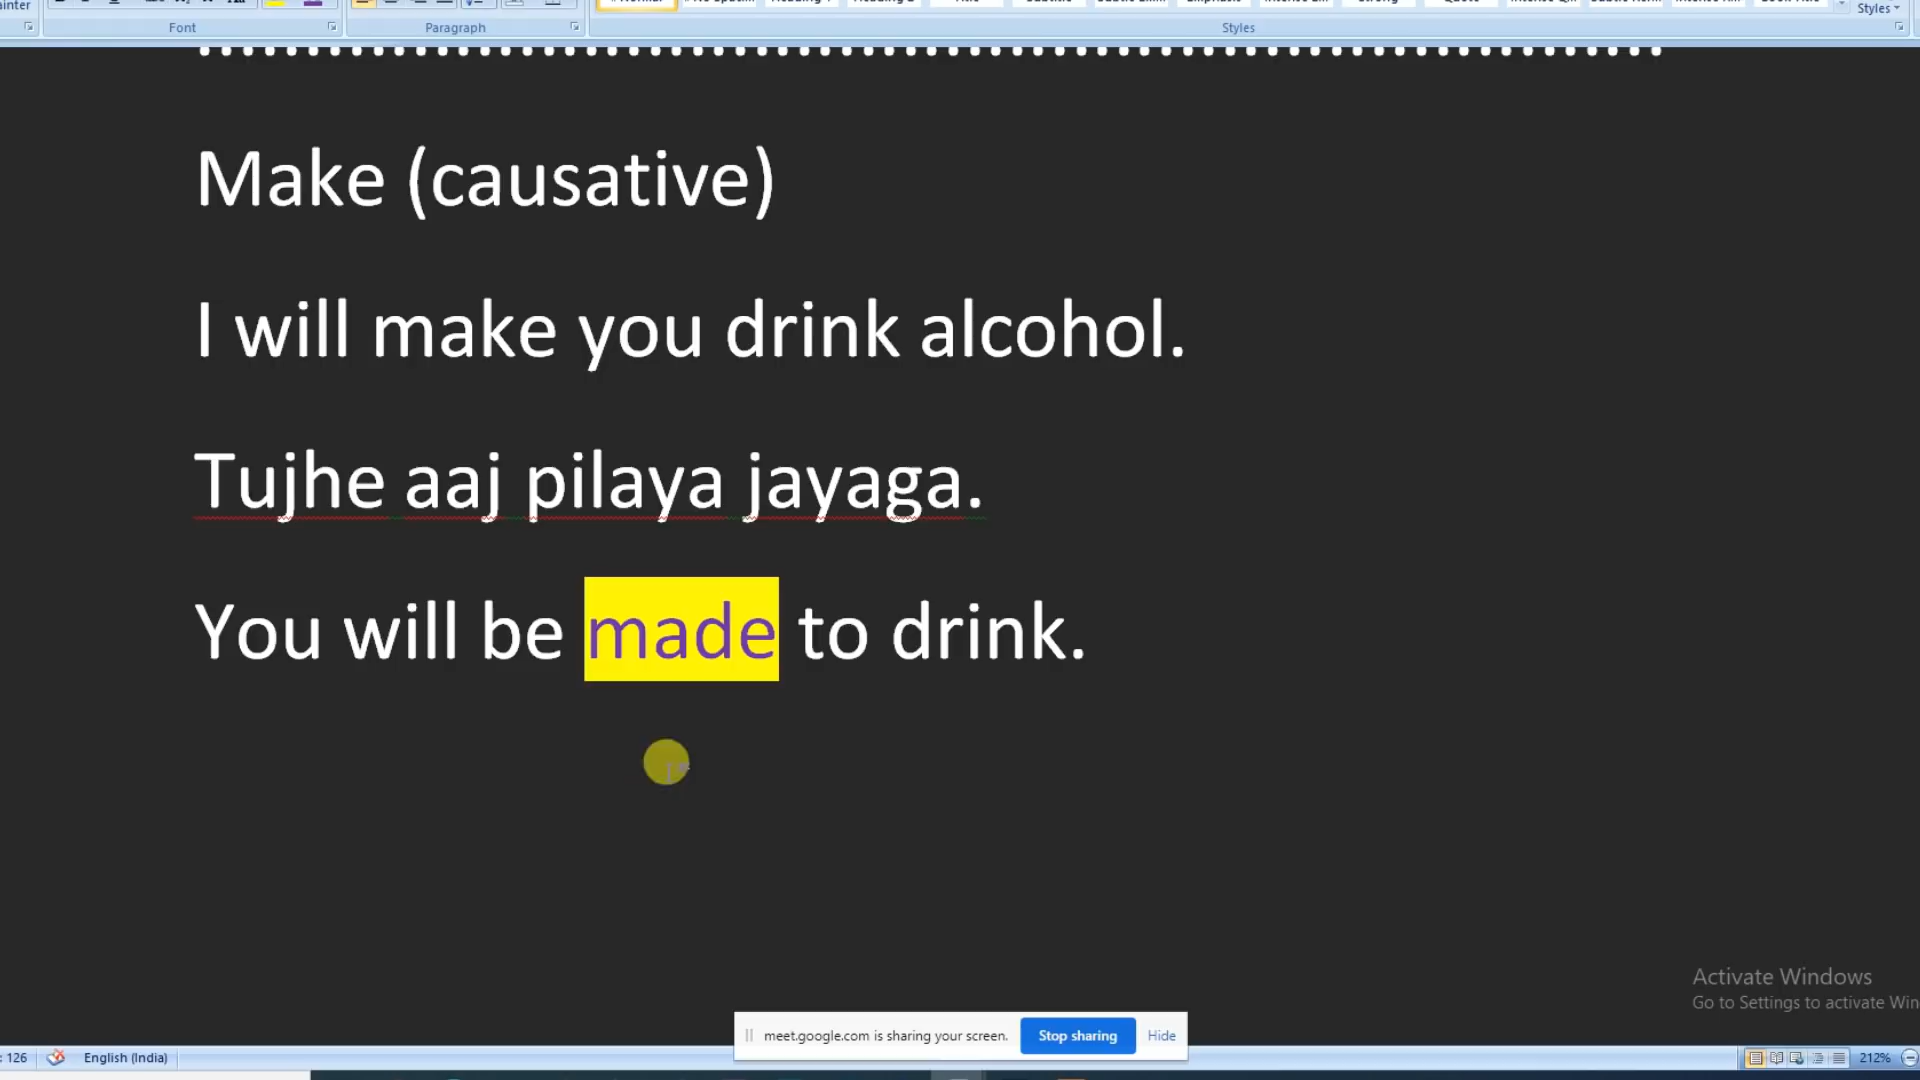 Font Paragraph Styles Styles
Make (causative)
I will make you drink alcohol.
Tujhe aaj pilaya jayaga.
You will be made to drink.
Activate Windows
Go to Settings to activate Win
meet.google.com is sharing your screen. Stop sharing Hide
: 126 English (India) 212%